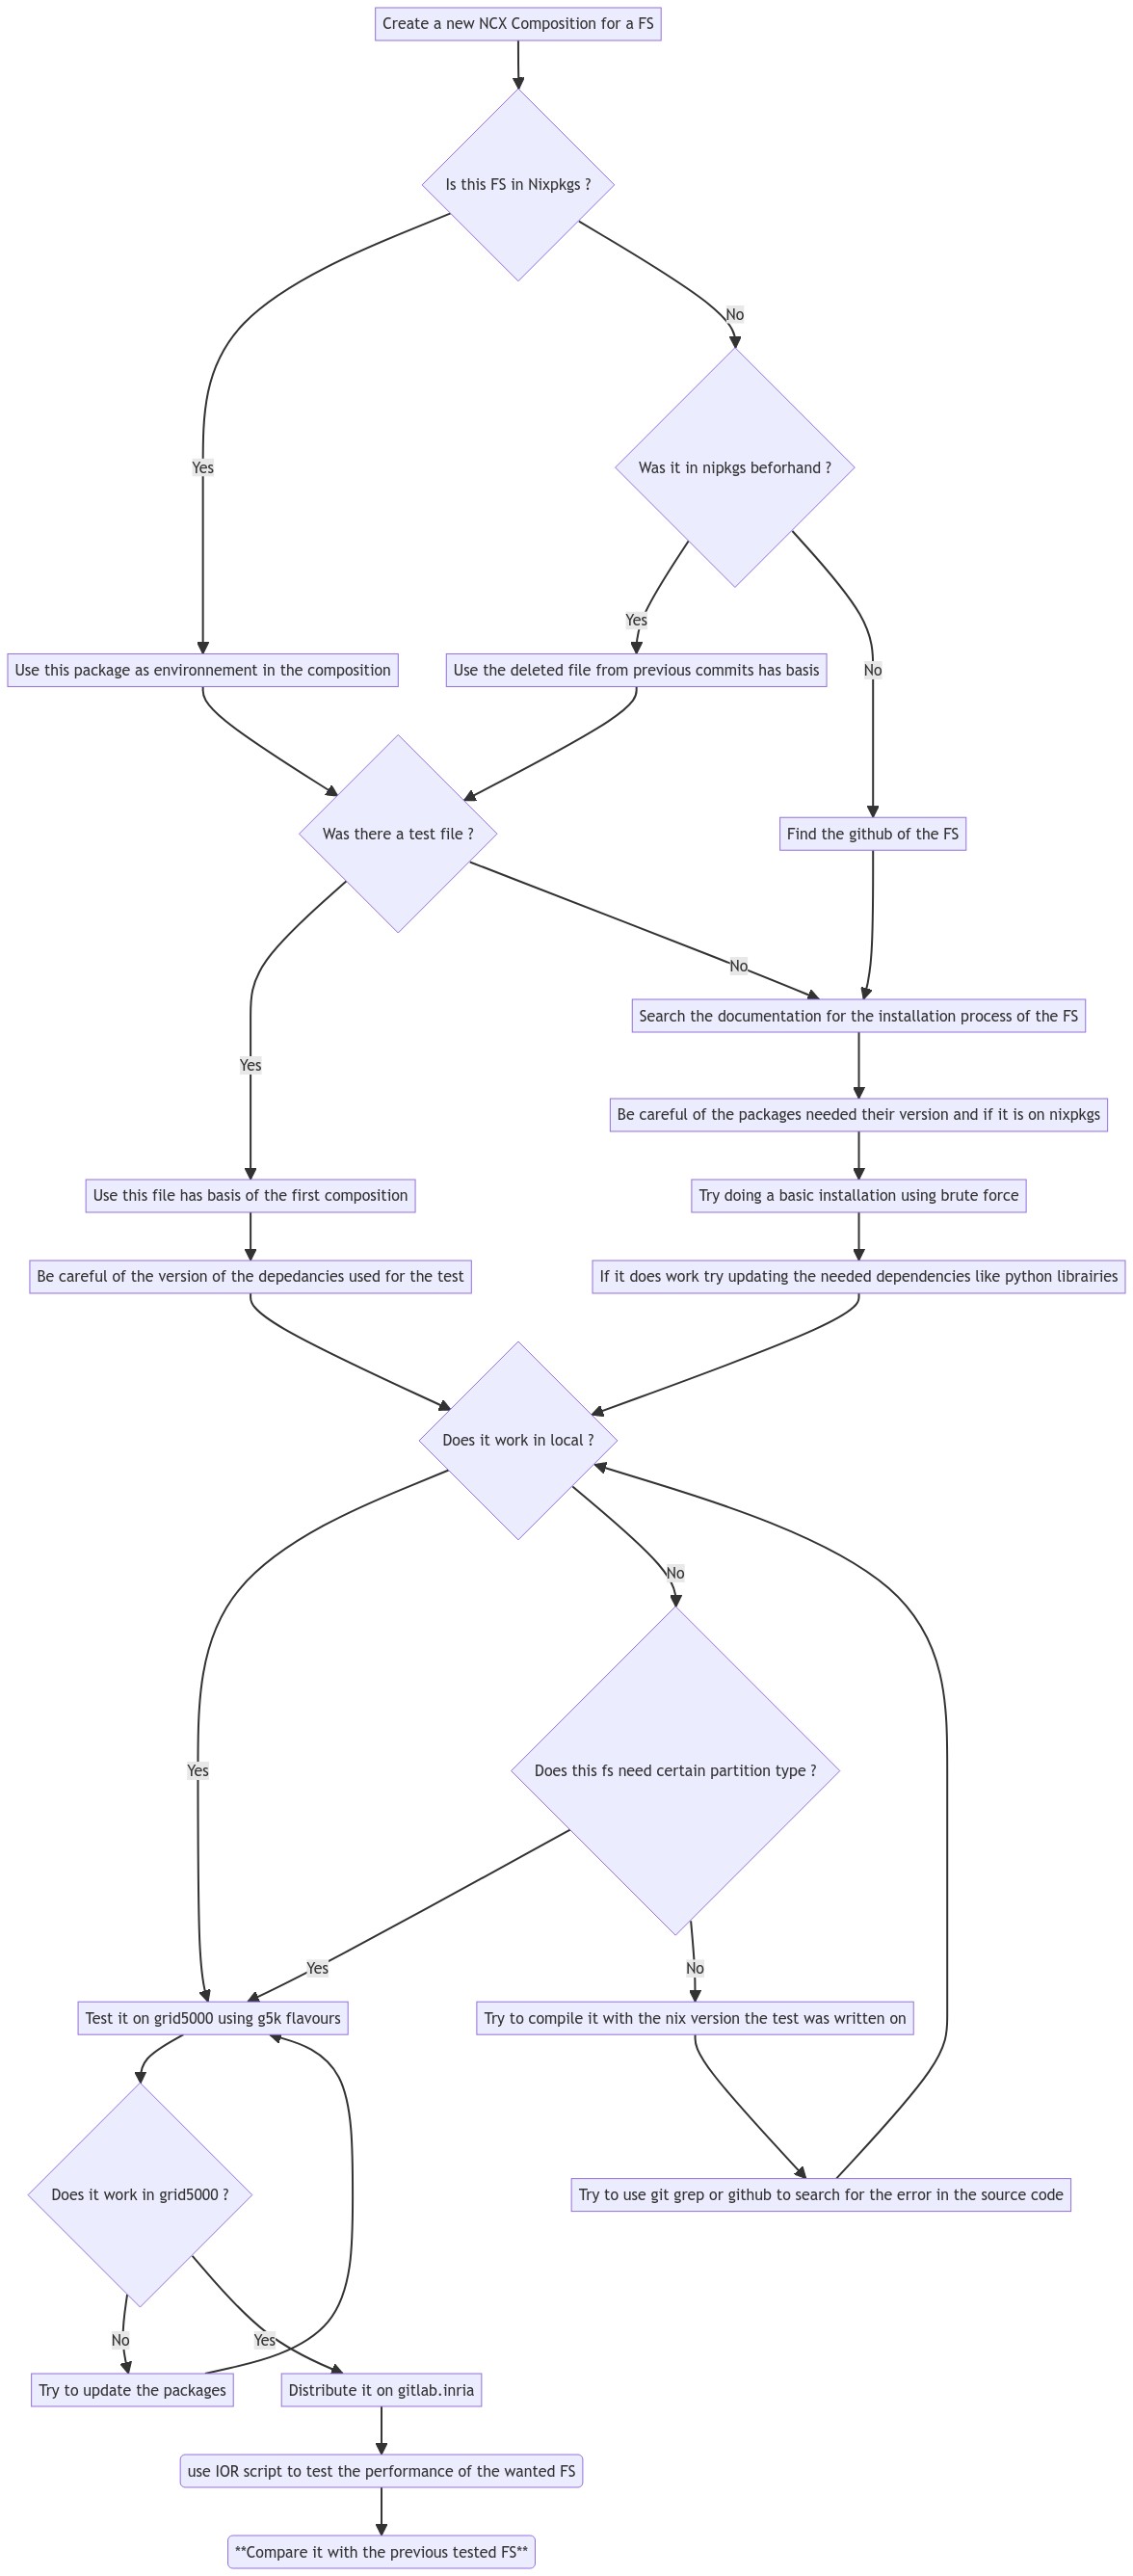 Create a new NCX Composition for a FS
Is this FS in Nixpkgs ?
No
Was it in nipkgs beforhand ?
Yes
Yes
Use this package as environnement in the composition
Use the deleted file from previous commits has basis
No
Was there a test file ?
Find the github of the FS
No
Search the documentation for the installation process of the FS
Yes
Be careful of the packages needed their version and if it is on nixpkgs
Use this file has basis of the first composition
Try doing a basic installation using brute force
Be careful of the version of the depedancies used for the test
If it does work try updating the needed dependencies like python librairies
Does it work in local ?
No
Yes
Does this fs need certain partition type ?
Yes
No
Test it on grid5000 using g5k flavours
Try to compile it with the nix version the test was written on
Does it work in grid5000 ?
Try to use git grep or github to search for the error in the source code
No
Yes
Try to update the packages
Distribute it on gitlab.inria
use IOR script to test the performance of the wanted FS
**Compare it with the previous tested FS**